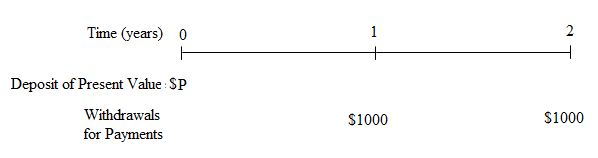 Time (years) 0 1 2
Deposit of Present Value: $P
Withdrawals
for Payments
$1000 $1000